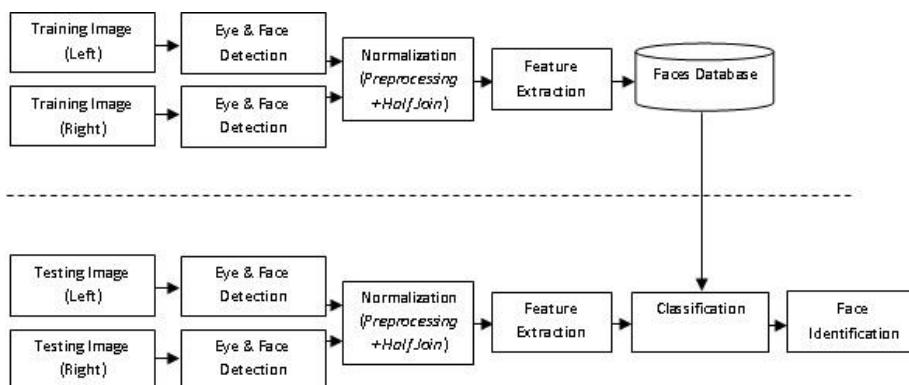 Training Image
(Left)
Eye & Face
Detection
Training Image
(Right)
Eye & Face
Detection
Normalization
(Preprocessing
+Half Join)
Feature
Extraction
Faces Database
Testing Image
(Left)
Eye & Face
Detection
Testing Image
(Right)
Eye & Face
Detection
Normalization
(Preprocessing
+Half Join)
Feature
Extraction
Classification
Face
Identification